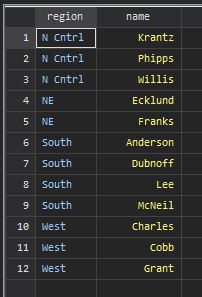 region name
1 N Cntrl Krantz
2 N Cntrl Phipps
3 N Cntrl Willis
4 NE Ecklund
5 NE Franks
6 South Anderson
7 South Dubnoff
8 South Lee
9 South McNeil
10 West Charles
11 West Cobb
12 West Grant